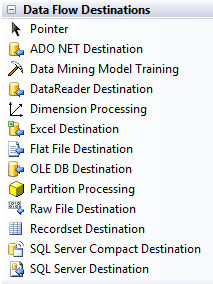 Data Flow Destinations
Pointer
ADO NET Destination
Data Mining Model Training
DataReader Destination
Dimension Processing
Excel Destination
Flat File Destination
OLE DB Destination
Partition Processing
Raw File Destination
Recordset Destination
SQL Server Compact Destination
SQL Server Destination